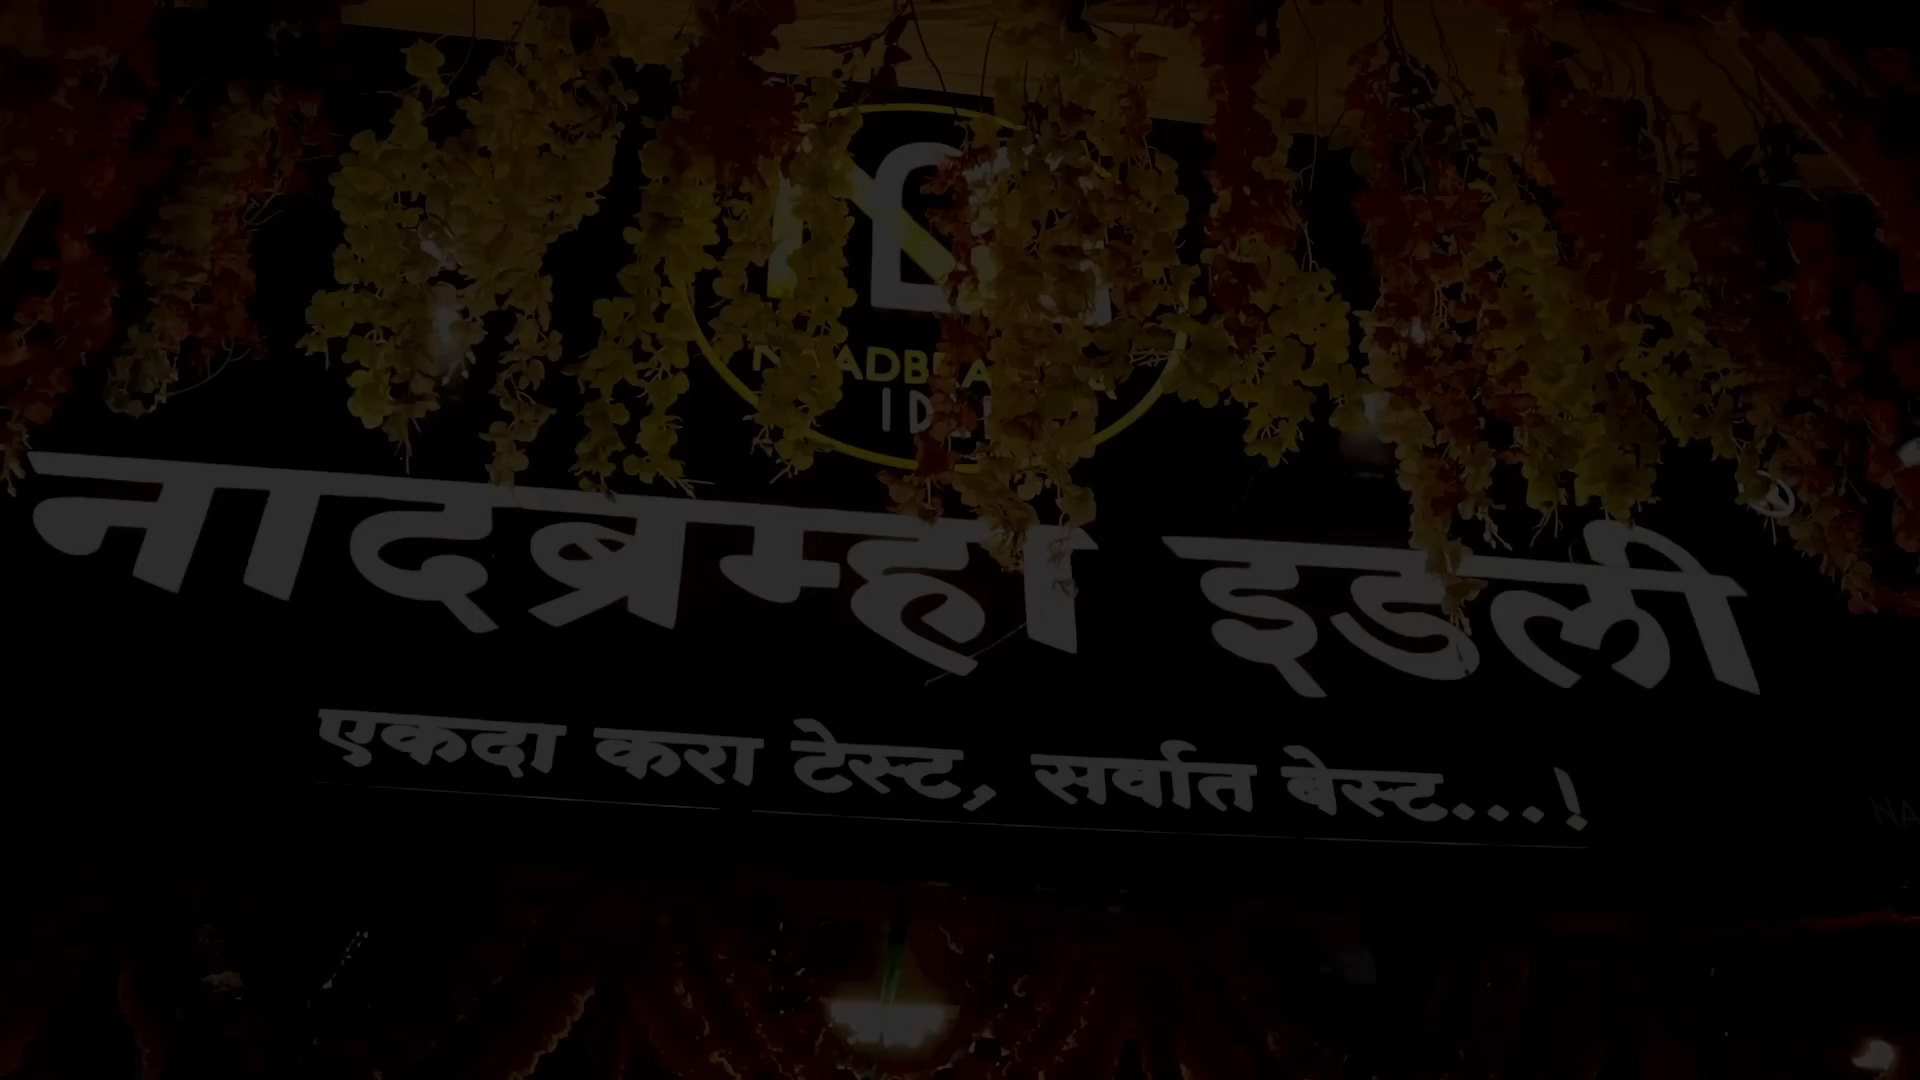 नादब्रम्हा इडली
एकदा करा टेस्ट, सर्वात बेस्ट...!